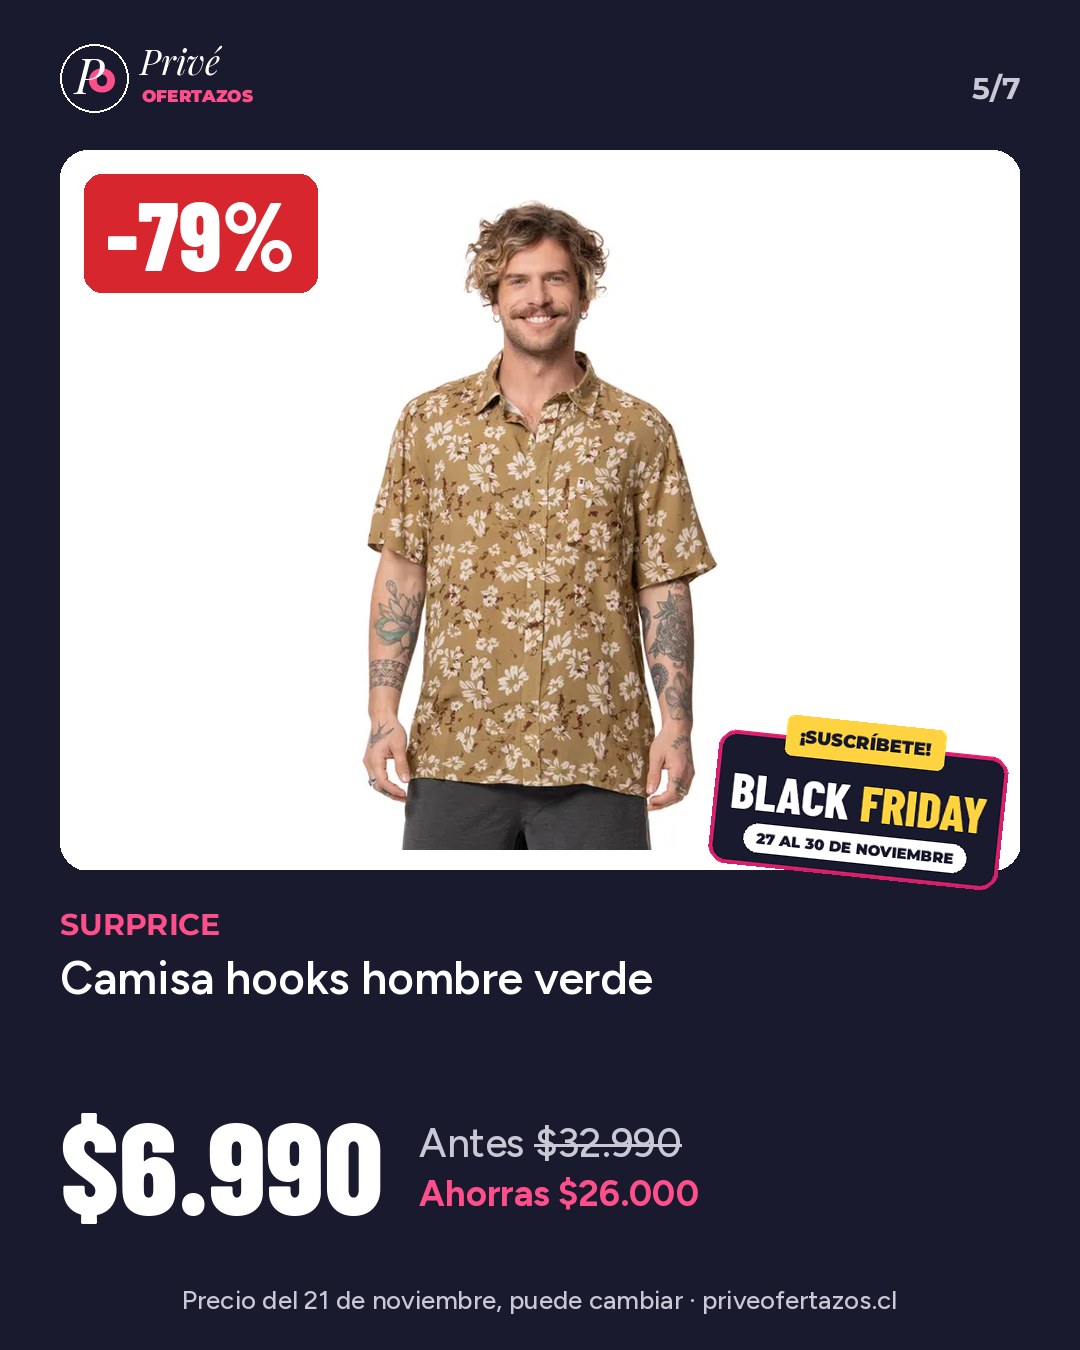 Po
Privé
OFERTAZOS
5/7
-79%
¡SUSCRÍBETE!
BLACK FRIDAY
27 AL 30 DE NOVIEMBRE
SURPRICE
Camisa hooks hombre verde
$6.990
Antes $32.990
Ahorras $26.000
Precio del 21 de noviembre, puede cambiar · priveofertazos.cl